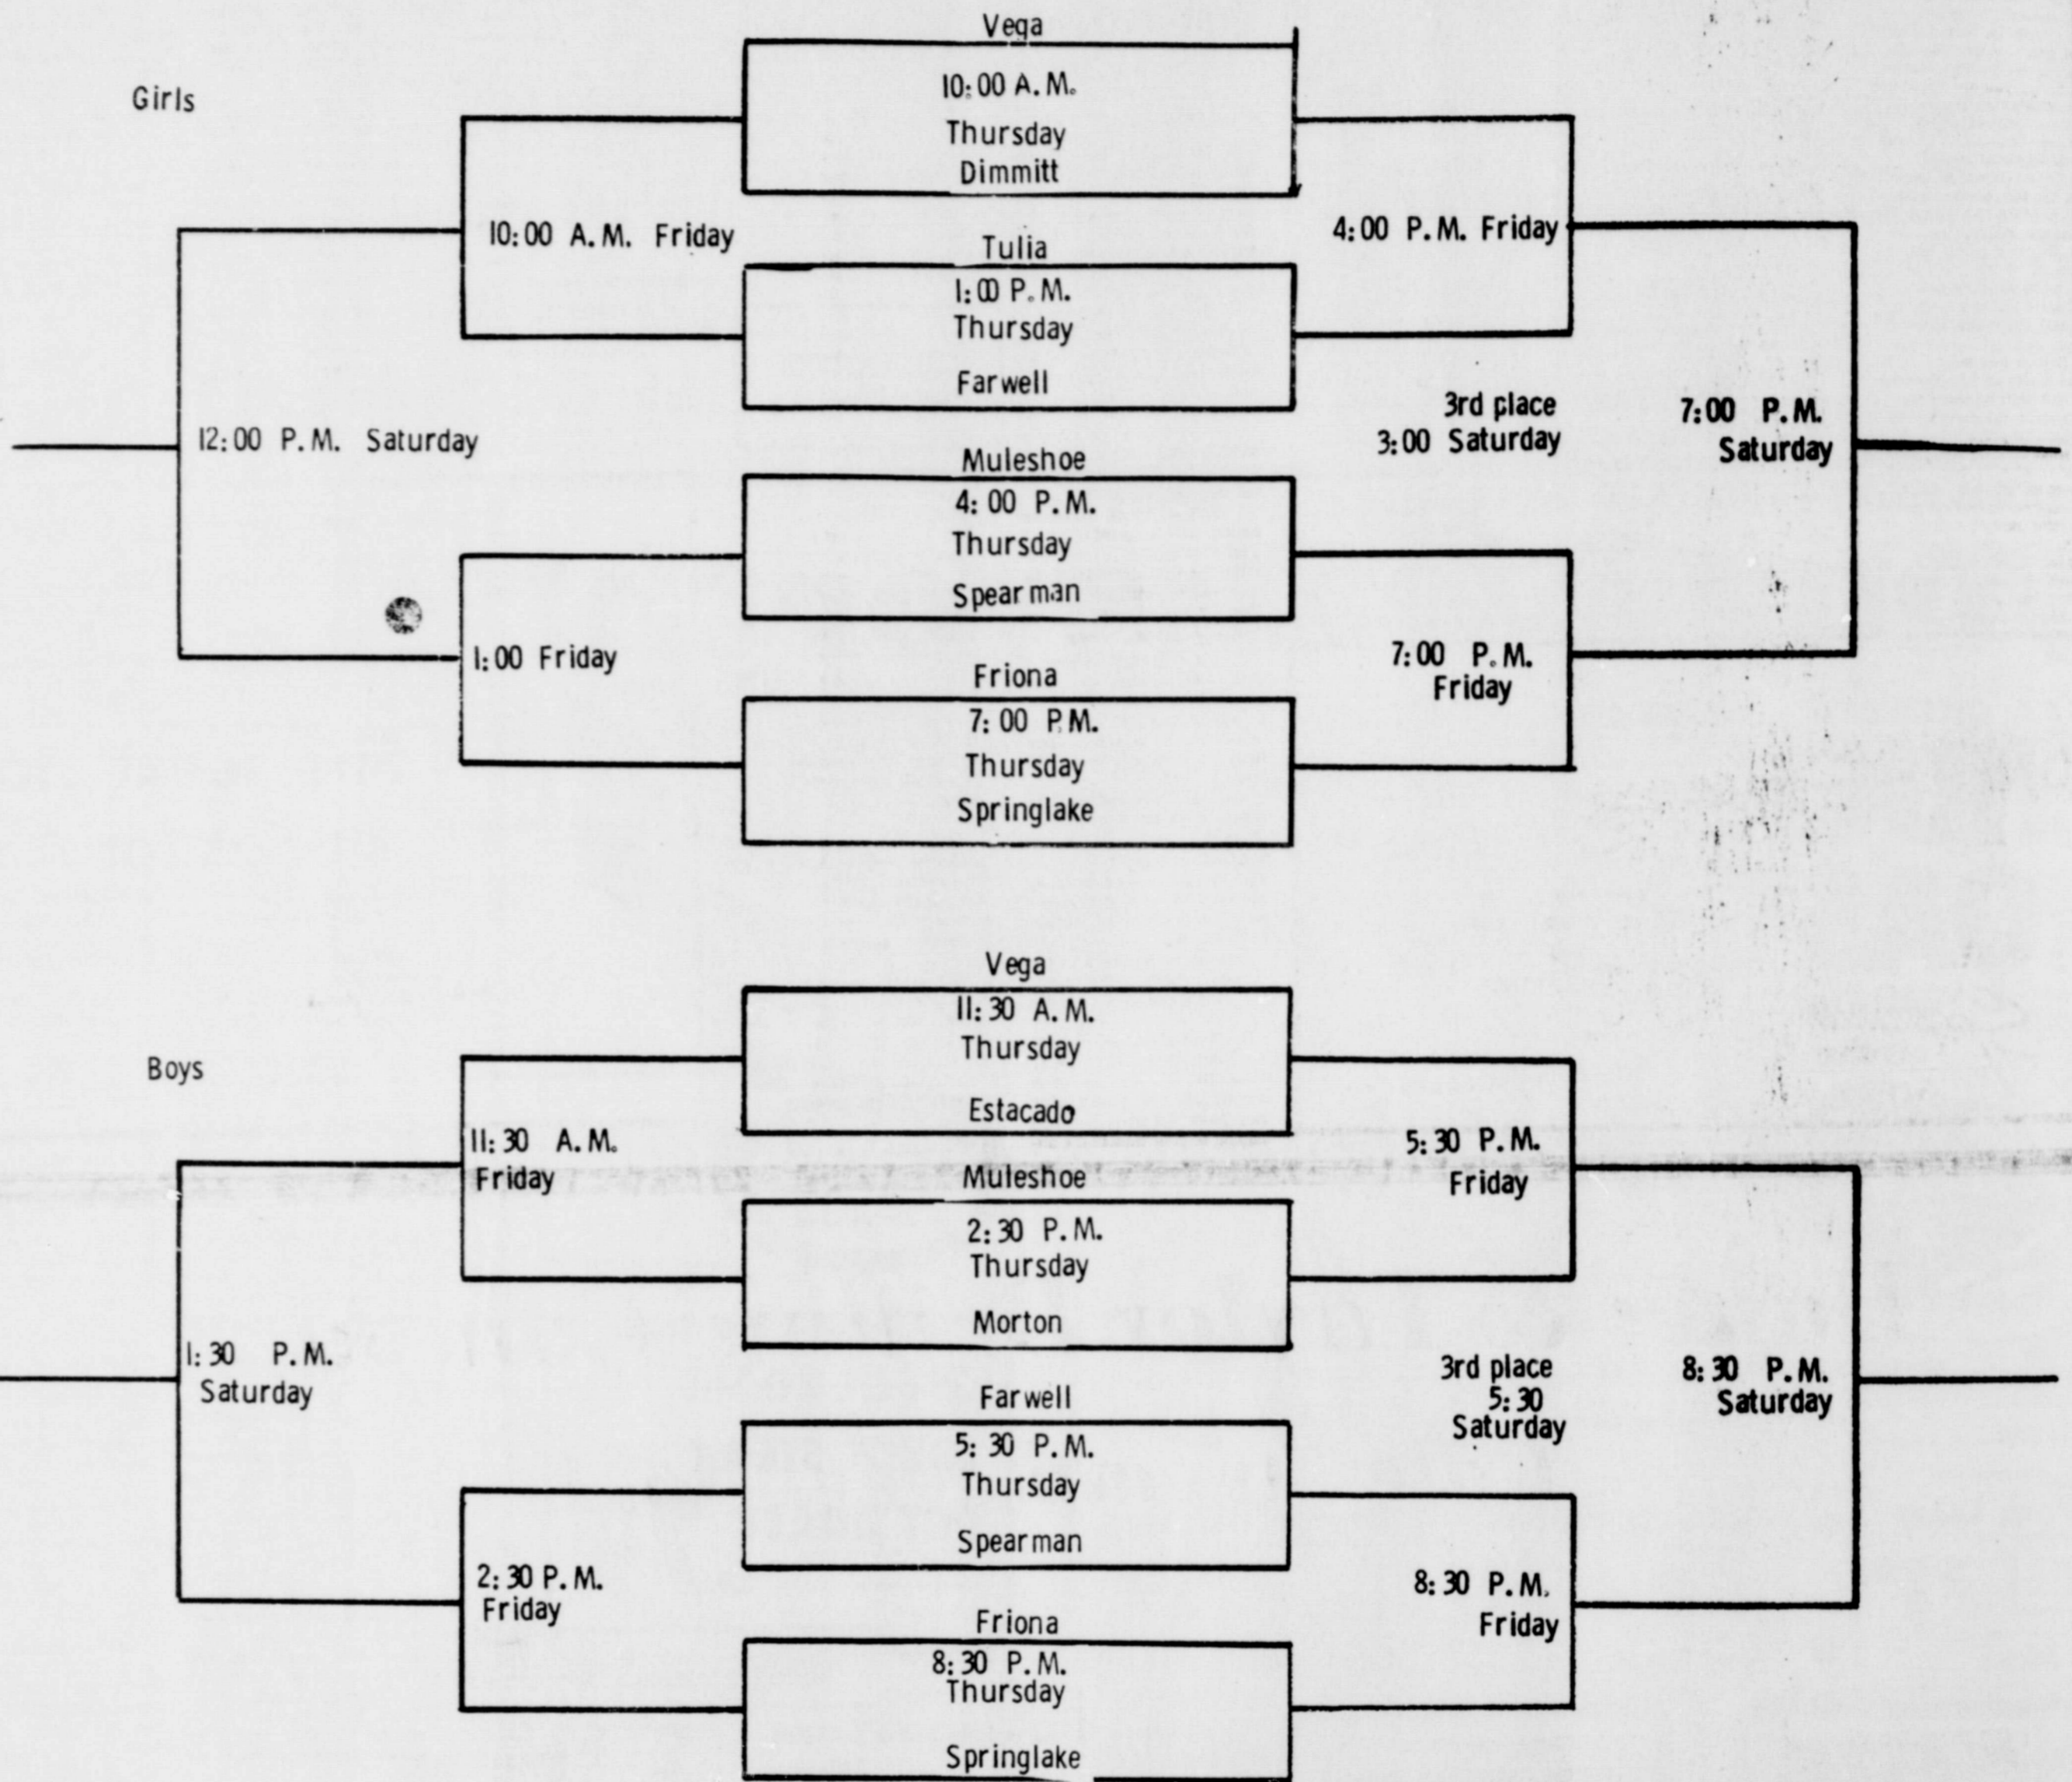 Girls
Vega
10:00 A.M.
Thursday
Dimmitt
10:00 A.M. Friday
4:00 P.M. Friday
Tulia
1:00 P.M.
Thursday
Farwell
12:00 P.M. Saturday
3rd place
3:00 Saturday
7:00 P.M.
Saturday
Muleshoe
4:00 P.M.
Thursday
Spearman
1:00 Friday
7:00 P.M.
Friday
Friona
7:00 P.M.
Thursday
Springlake
Boys
Vega
11:30 A.M.
Thursday
Estacado
11:30 A.M.
Friday
5:30 P.M.
Friday
Muleshoe
2:30 P.M.
Thursday
Morton
1:30 P.M.
Saturday
3rd place
5:30
Saturday
8:30 P.M.
Saturday
Farwell
5:30 P.M.
Thursday
Spearman
2:30 P.M.
Friday
8:30 P.M.
Friday
Friona
8:30 P.M.
Thursday
Springlake